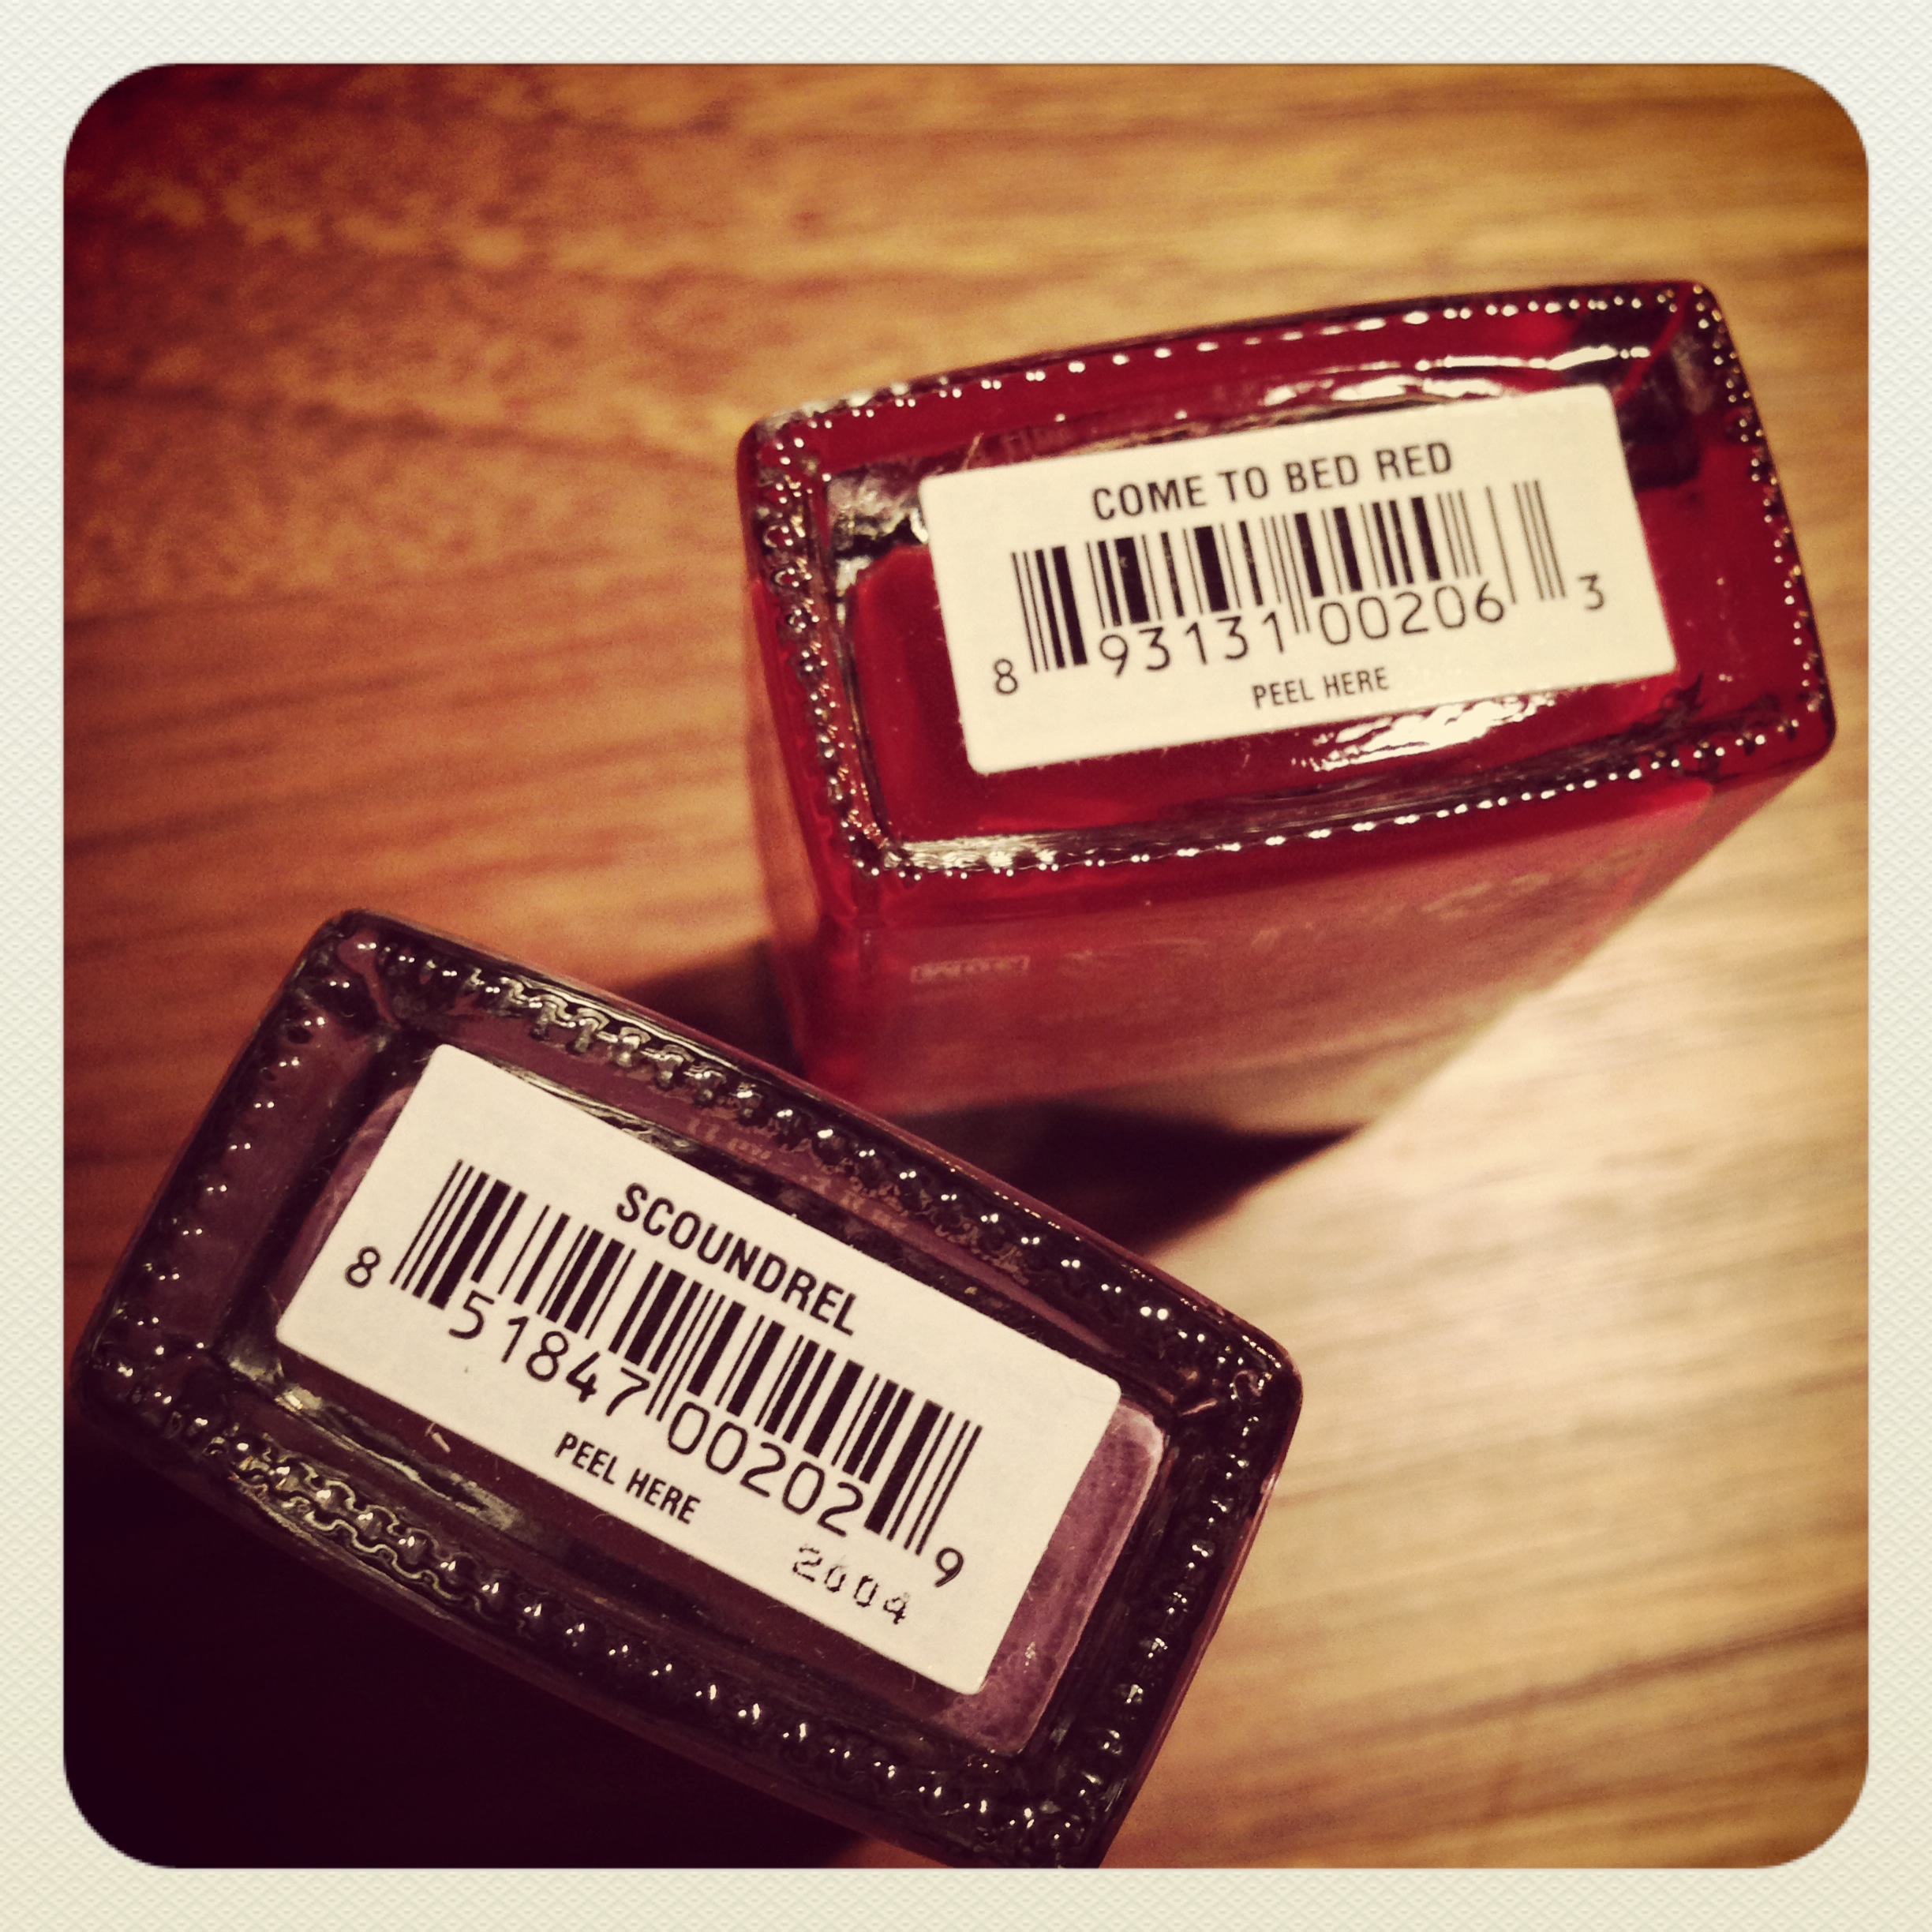 COME TO BED RED
8 93131 00206 3
PEEL HERE
SCOUNDREL
8 51847 00202 9
PEEL HERE
2004